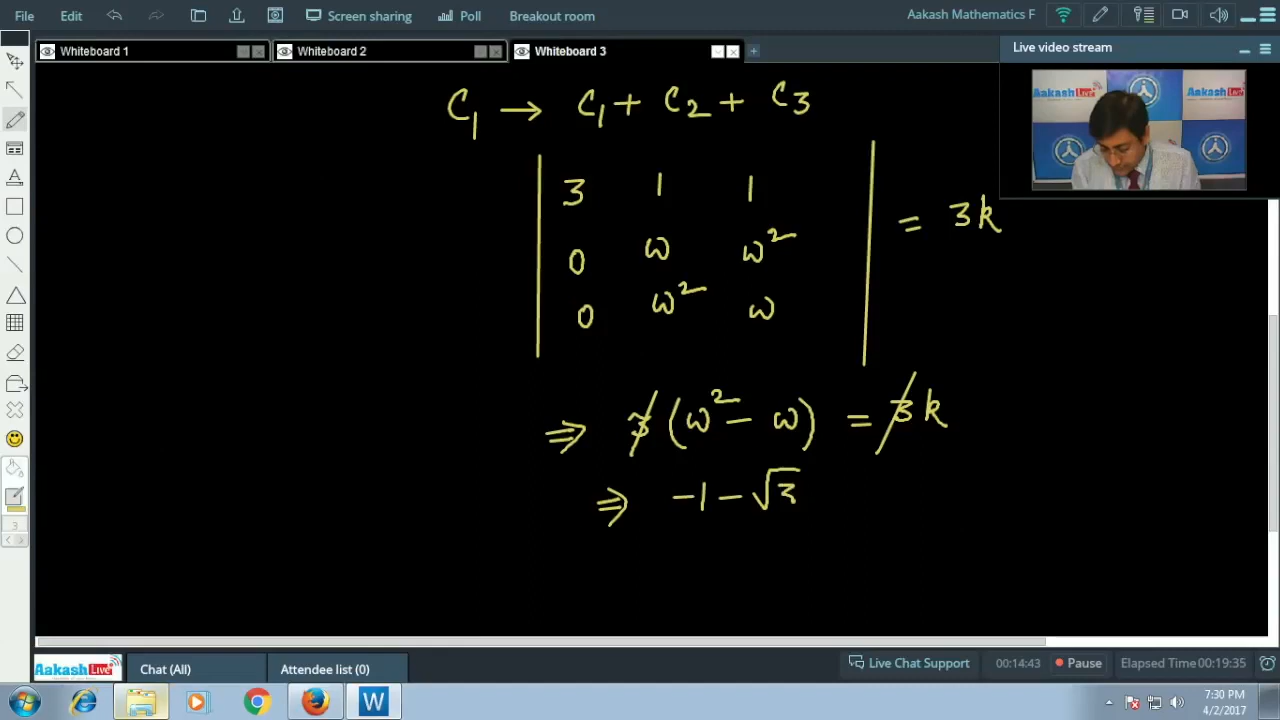 File Edit Screen sharing Poll Breakout room Aakash Mathematics F
Whiteboard 1 Whiteboard 2 Whiteboard 3 Live video stream
C₁ → C₁ + C₂ + C₃
3 1 1
0 ω ω² = 3k
0 ω² ω
⇒ 3 (ω² − ω) = 3k
⇒ −1 − √3
3
Aakash Live Chat (All) Attendee list (0) Live Chat Support 00:14:43 Pause Elapsed Time 00:19:35
7:30 PM
4/2/2017